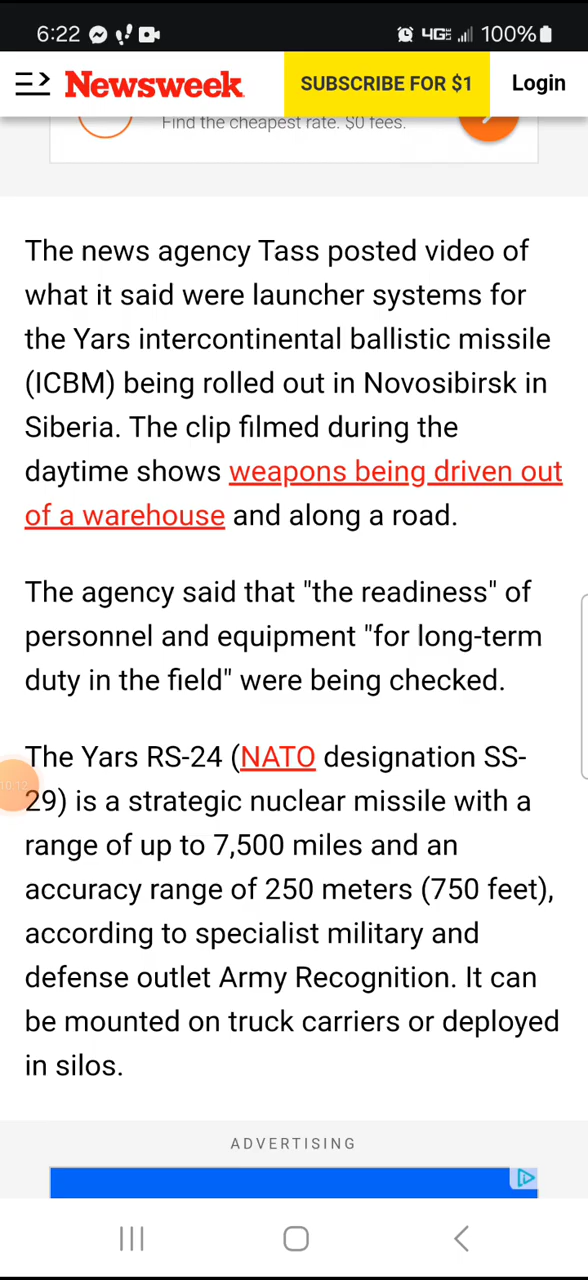 6:22 4GE 100%
Newsweek SUBSCRIBE FOR $1 Login
Find the cheapest rate. $0 fees.
The news agency Tass posted video of
what it said were launcher systems for
the Yars intercontinental ballistic missile
(ICBM) being rolled out in Novosibirsk in
Siberia. The clip filmed during the
daytime shows weapons being driven out
of a warehouse and along a road.
The agency said that "the readiness" of
personnel and equipment "for long-term
duty in the field" were being checked.
The Yars RS-24 (NATO designation SS-
10:12
29) is a strategic nuclear missile with a
range of up to 7,500 miles and an
accuracy range of 250 meters (750 feet),
according to specialist military and
defense outlet Army Recognition. It can
be mounted on truck carriers or deployed
in silos.
ADVERTISING